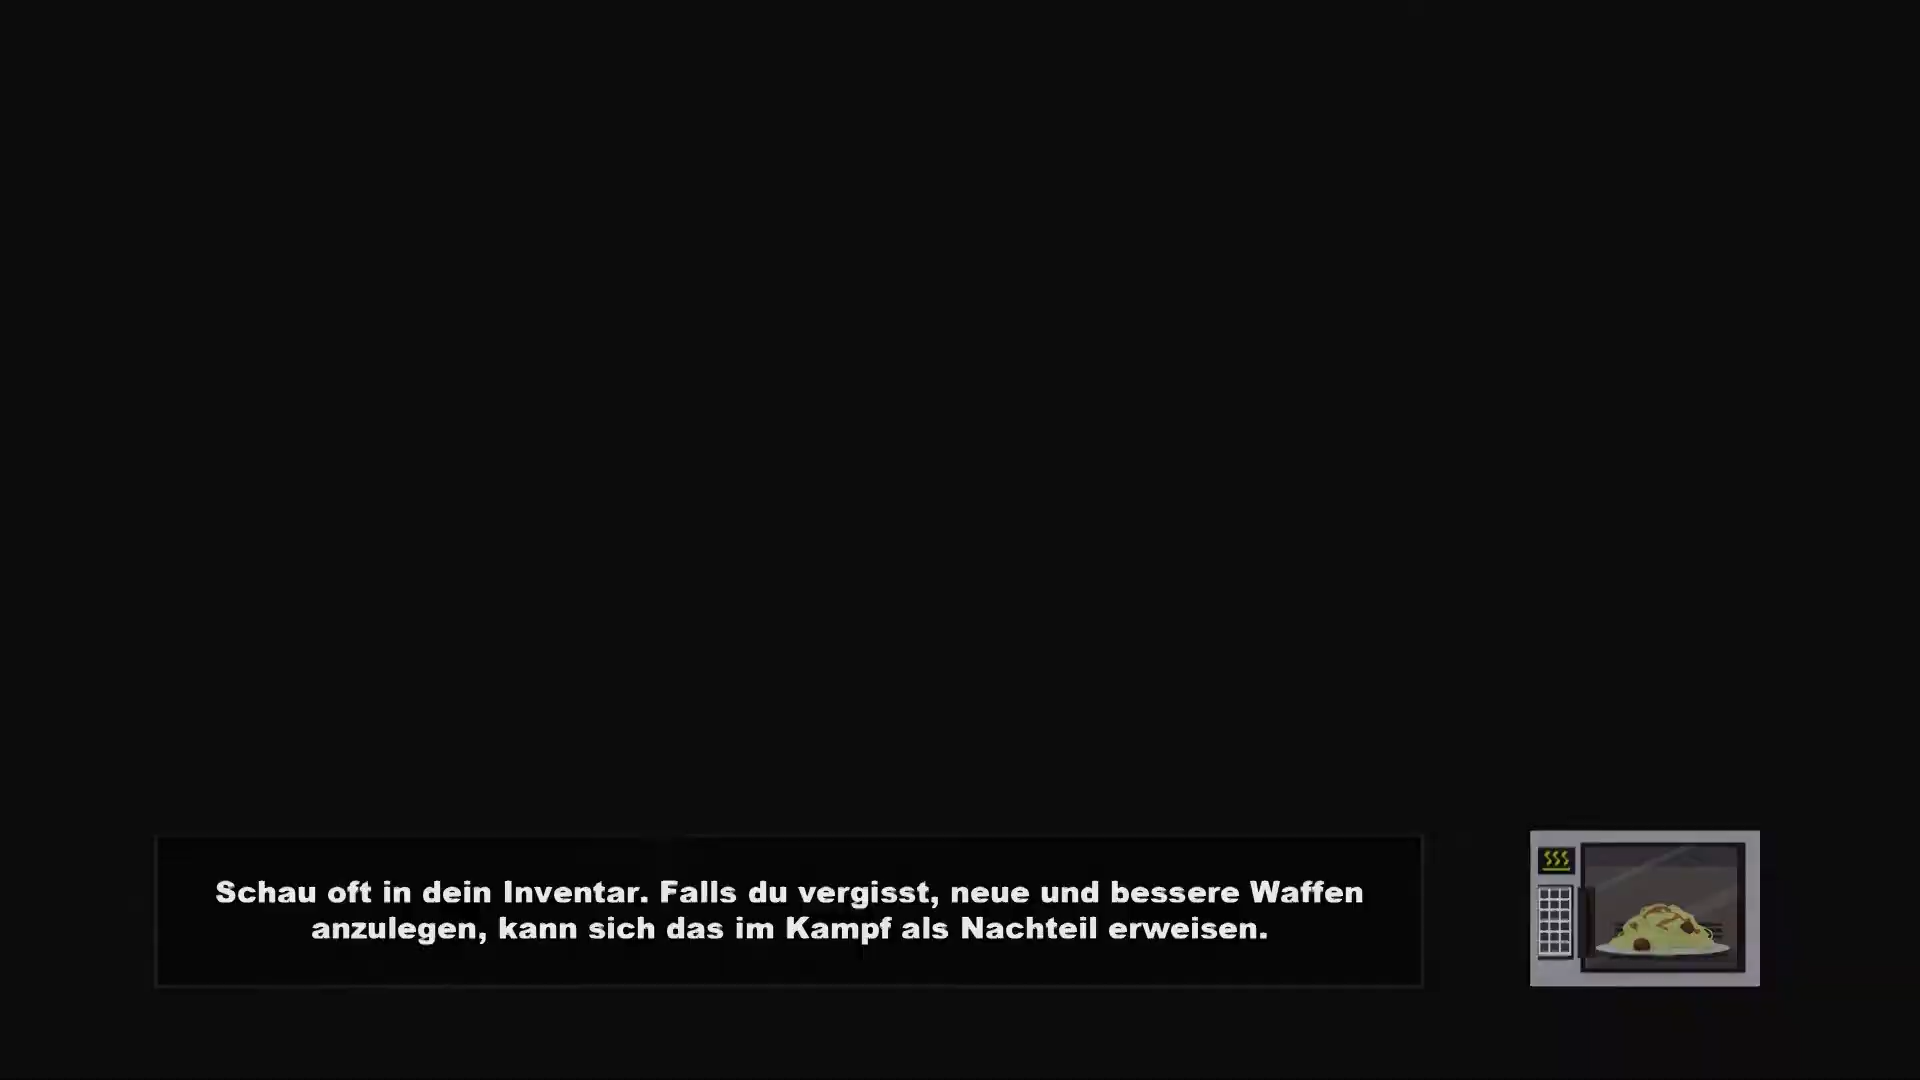 Schau oft in dein Inventar. Falls du vergisst, neue und bessere Waffen
anzulegen, kann sich das im Kampf als Nachteil erweisen.